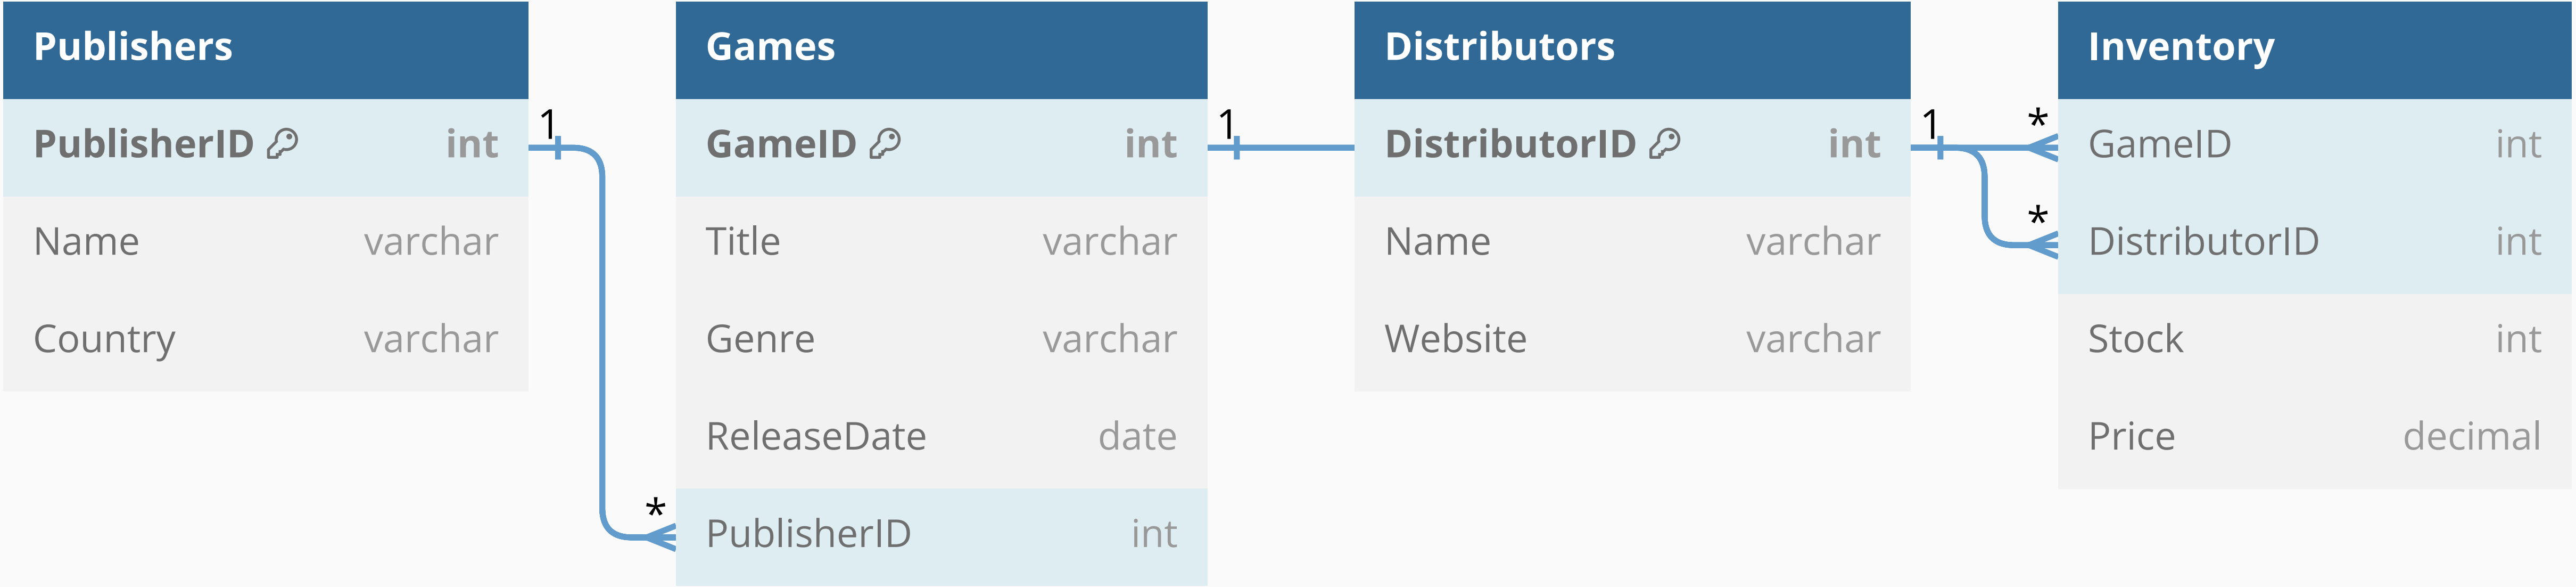 Publishers
PublisherID int
Name varchar
Country varchar
1
*
Games
GameID int
Title varchar
Genre varchar
ReleaseDate date
PublisherID int
1
Distributors
DistributorID int
Name varchar
Website varchar
1
*
*
Inventory
GameID int
DistributorID int
Stock int
Price decimal